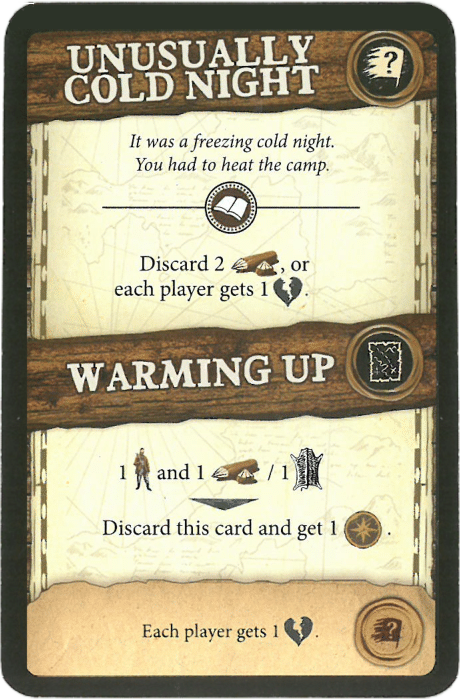 UNUSUALLY
COLD NIGHT
?
It was a freezing cold night.
You had to heat the camp.
Discard 2 , or
each player gets 1 .
WARMING UP
1 and 1 / 1
Discard this card and get 1 .
Each player gets 1 .
?